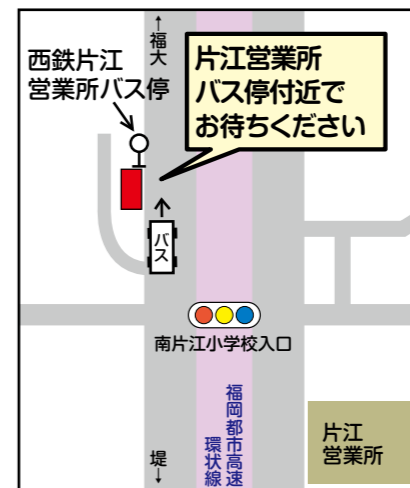 ↑福大
西鉄片江
営業所バス停
片江営業所
バス停付近で
お待ちください
バス
南片江小学校入口
福岡都市高速
環状線
堤↓
片江
営業所